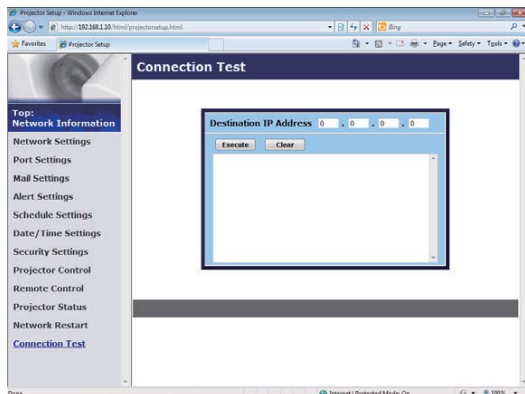 Projector Setup - Windows Internet Explorer
http://192.168.1.10/html/projectorsetup.html
Bing
Favorites
Projector Setup
Page Safety Tools
Connection Test
Top:
Network Information
Network Settings
Port Settings
Mail Settings
Alert Settings
Schedule Settings
Date/Time Settings
Security Settings
Projector Control
Remote Control
Projector Status
Network Restart
Connection Test
Destination IP Address 0 . 0 . 0 . 0
Execute Clear
Done
Internet | Protected Mode: On
100%